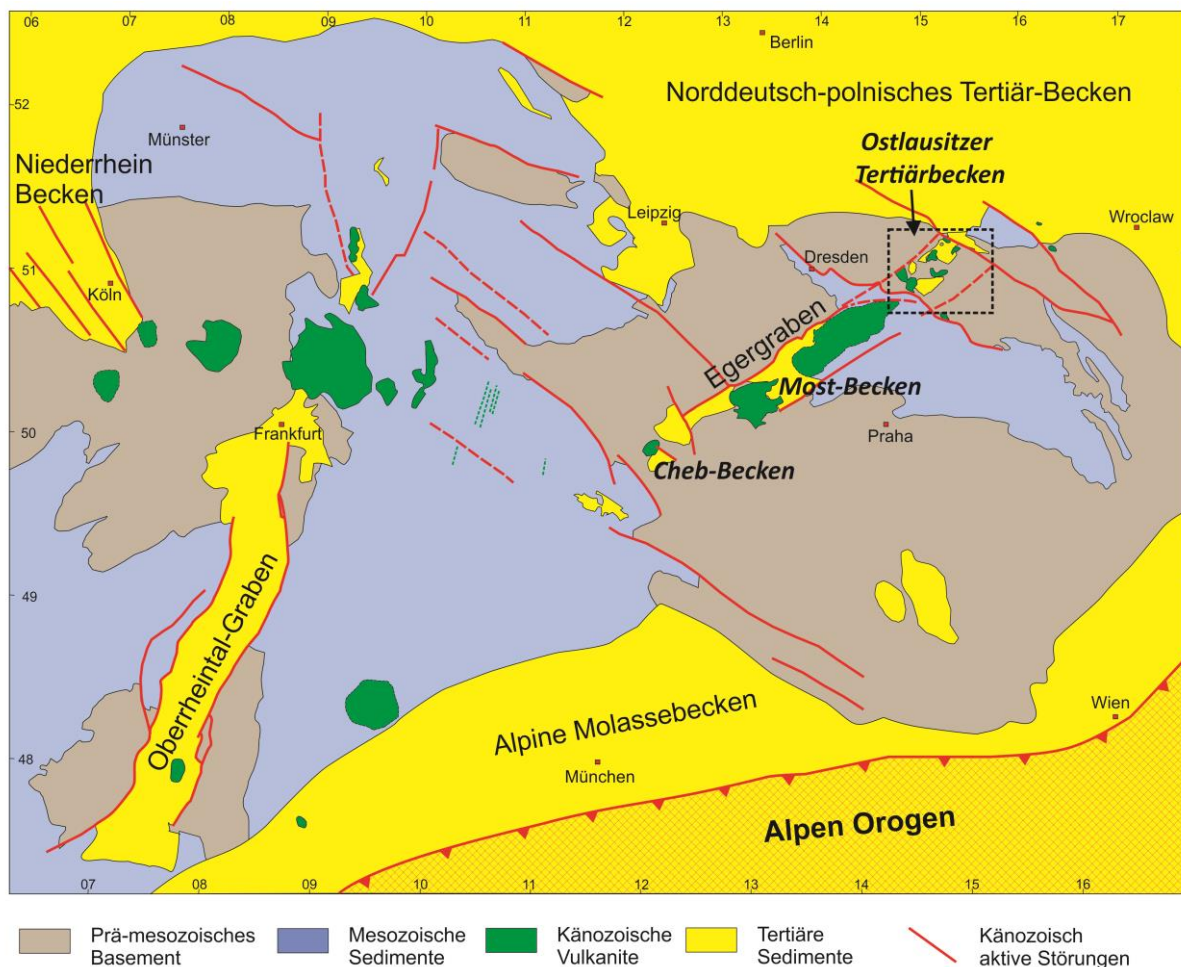 06 07 08 09 10 11 12 13 14 15 16 17
Berlin
52
Norddeutsch-polnisches Tertiär-Becken
Münster
Ostlausitzer
Tertiärbecken
Niederrhein
Becken
Leipzig
Wroclaw
Dresden
51
Köln
Egergraben
Most-Becken
50
Frankfurt
Praha
Cheb-Becken
49
Oberrheintal-Graben
Wien
Alpine Molassebecken
48
München
Alpen Orogen
07 08 09 10 11 12 13 14 15 16
Prä-mesozoisches
Basement
Mesozoische
Sedimente
Känozoische
Vulkanite
Tertiäre
Sedimente
Känozoisch
aktive Störungen